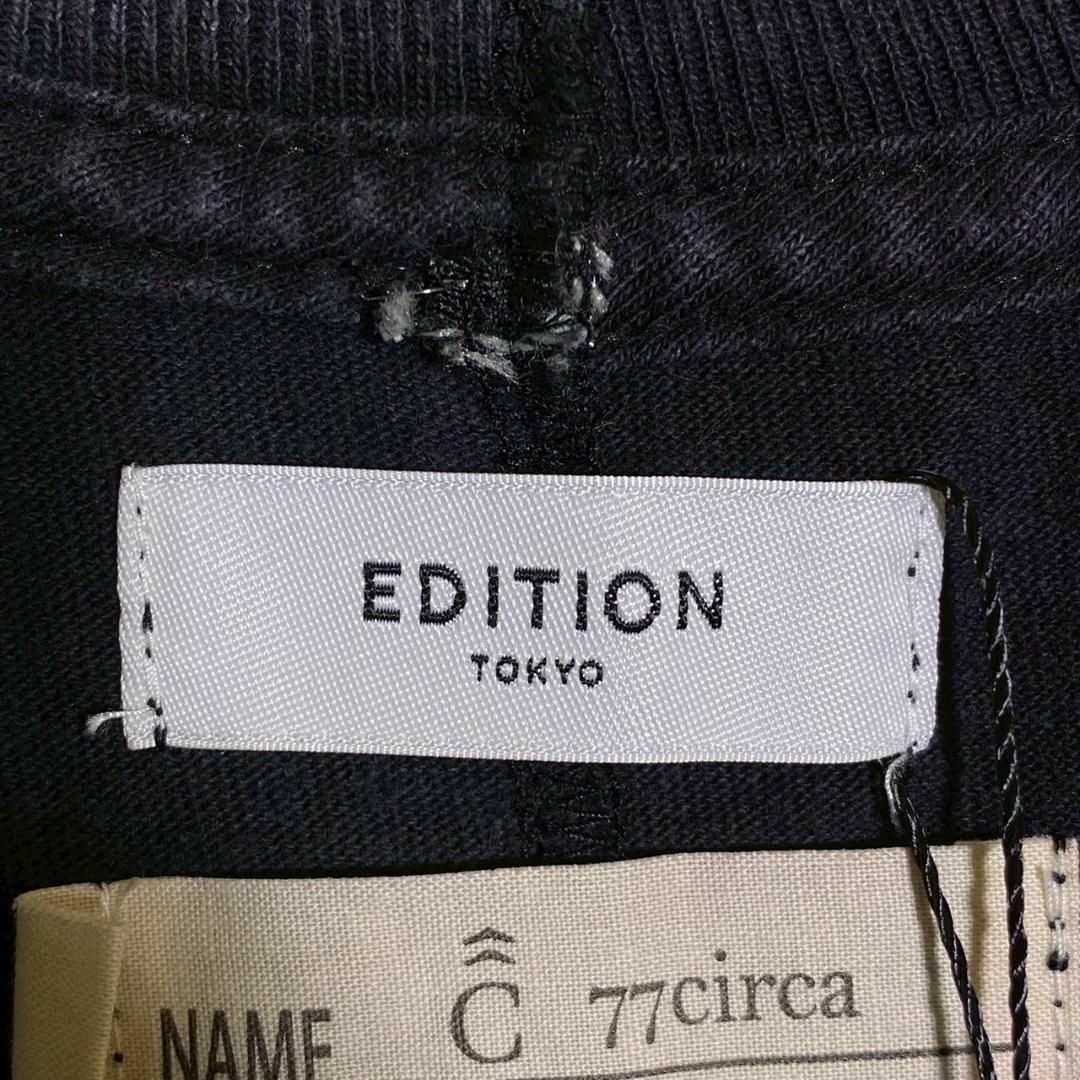 EDITION
TOKYO
Ĉ 77circa
NAME